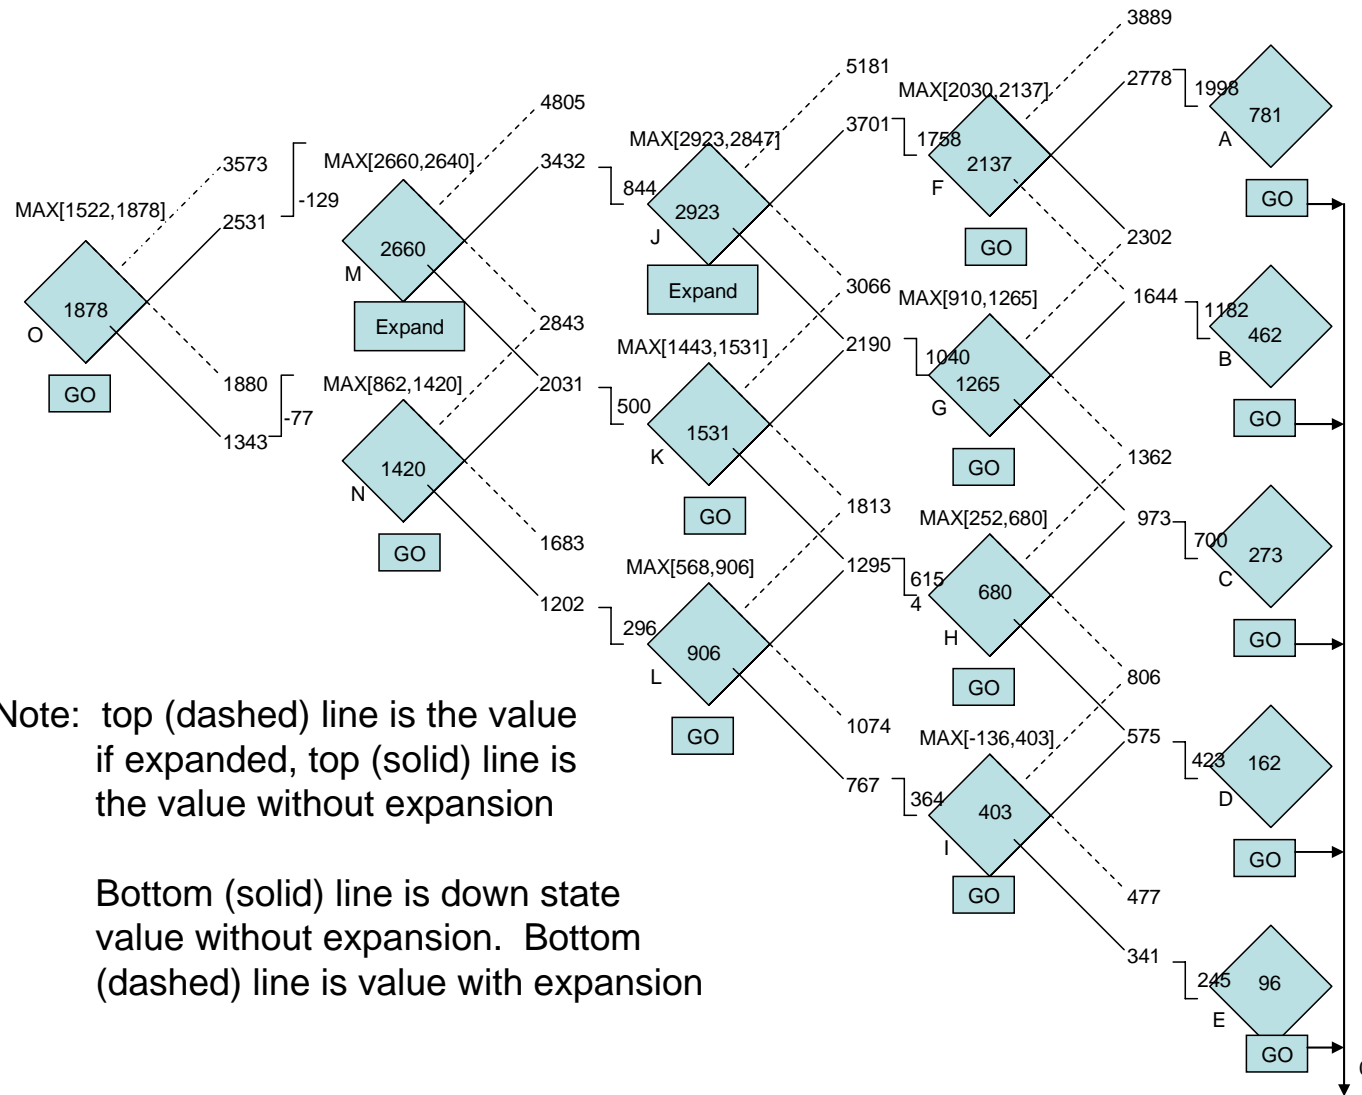 3889
5181
2778
MAX[2030,2137]
1998
4805
781
3701
MAX[2923,2847]
1758
A
3573
MAX[2660,2640]
3432
2137
844
F
GO
-129
MAX[1522,1878]
2923
2531
J
2302
2660
GO
M
3066
Expand
MAX[910,1265]
1644
1878
1182
O
Expand
2843
462
MAX[1443,1531]
2190
1040
B
1880
MAX[862,1420]
2031
1265
GO
500
G
GO
-77
1343
1531
K
1362
1420
GO
N
1813
973
GO
MAX[252,680]
700
1683
GO
273
MAX[568,906]
1295
615
C
4
680
1202
296
H
GO
906
L
806
GO
Note: top (dashed) line is the value
if expanded, top (solid) line is
the value without expansion
1074
GO
MAX[-136,403]
575
423
162
767
364
D
403
I
GO
Bottom (solid) line is down state
value without expansion. Bottom
(dashed) line is value with expansion
GO
477
341
245
96
E
GO